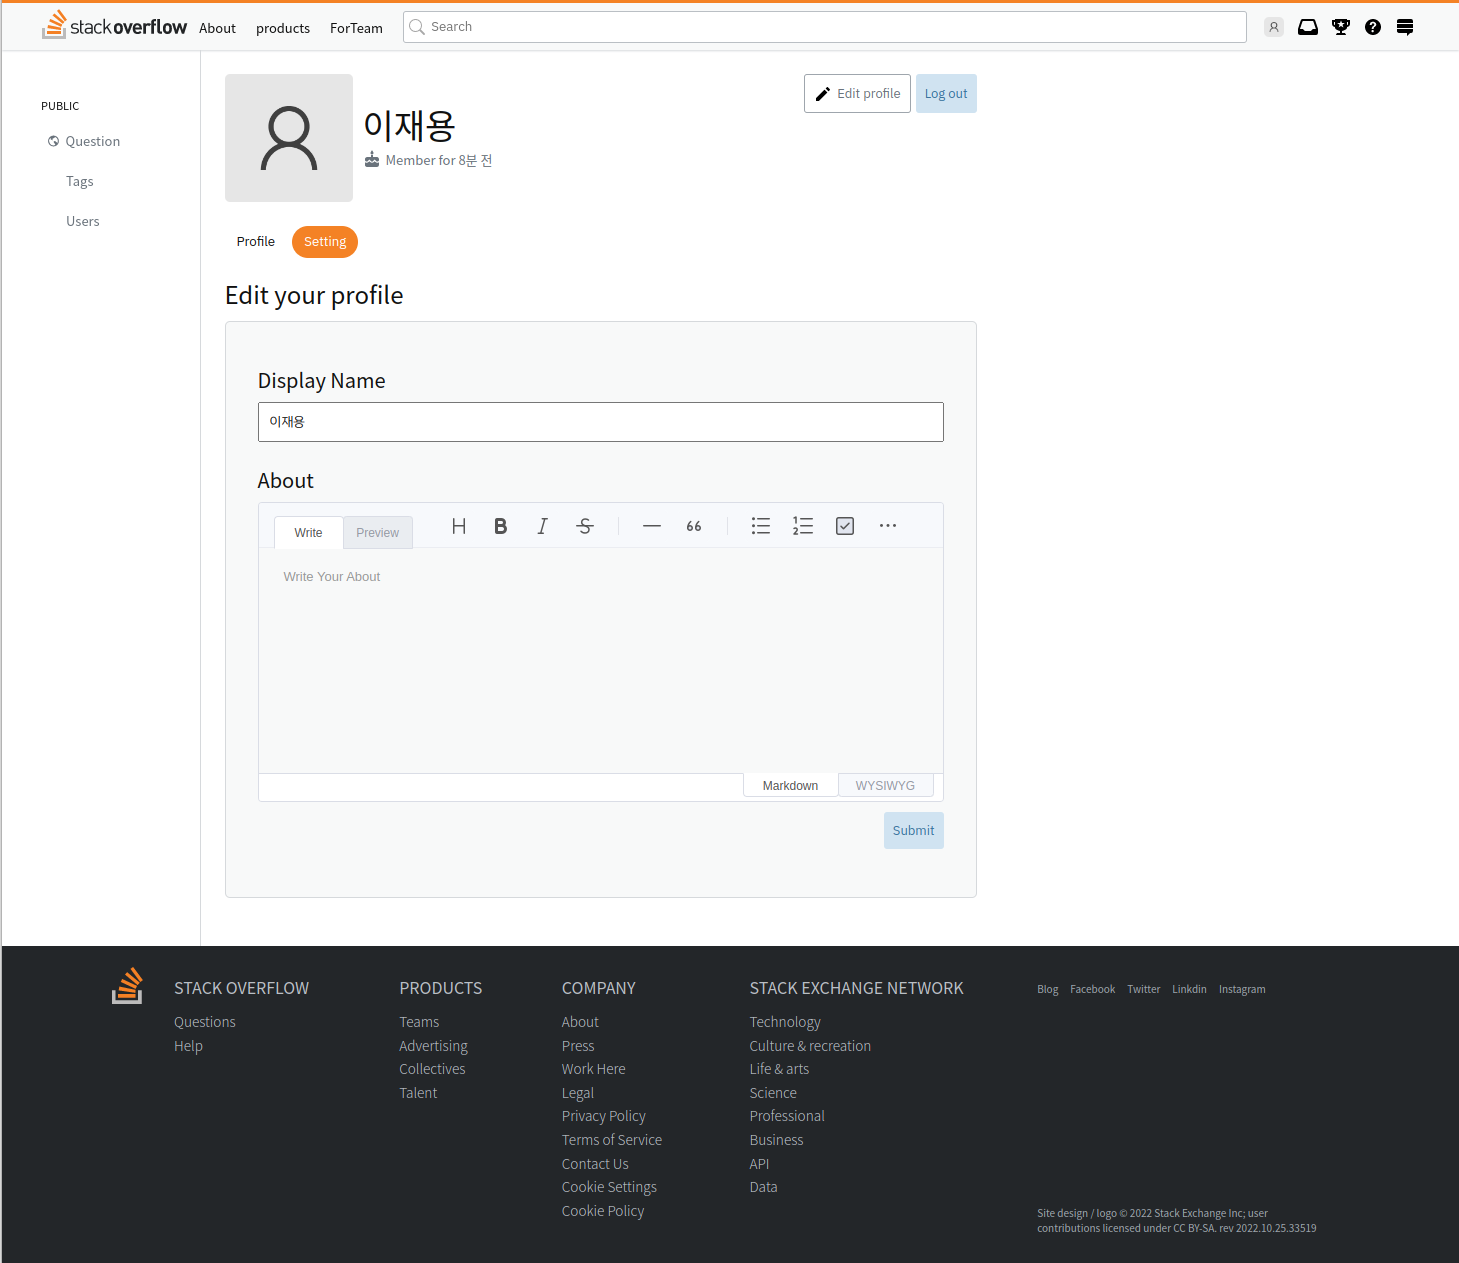 stackoverflow About products ForTeam Search
PUBLIC
Question
Tags
Users
이재용
Member for 8분 전
Edit profile Log out
Profile Setting
Edit your profile
Display Name
이재용
About
Write Preview H B I S 66
Write Your About
Markdown WYSIWYG
Submit
STACK OVERFLOW
Questions
Help
PRODUCTS
Teams
Advertising
Collectives
Talent
COMPANY
About
Press
Work Here
Legal
Privacy Policy
Terms of Service
Contact Us
Cookie Settings
Cookie Policy
STACK EXCHANGE NETWORK
Technology
Culture & recreation
Life & arts
Science
Professional
Business
API
Data
Blog Facebook Twitter Linkdin Instagram
Site design / logo © 2022 Stack Exchange Inc; user
contributions licensed under CC BY-SA. rev 2022.10.25.33519